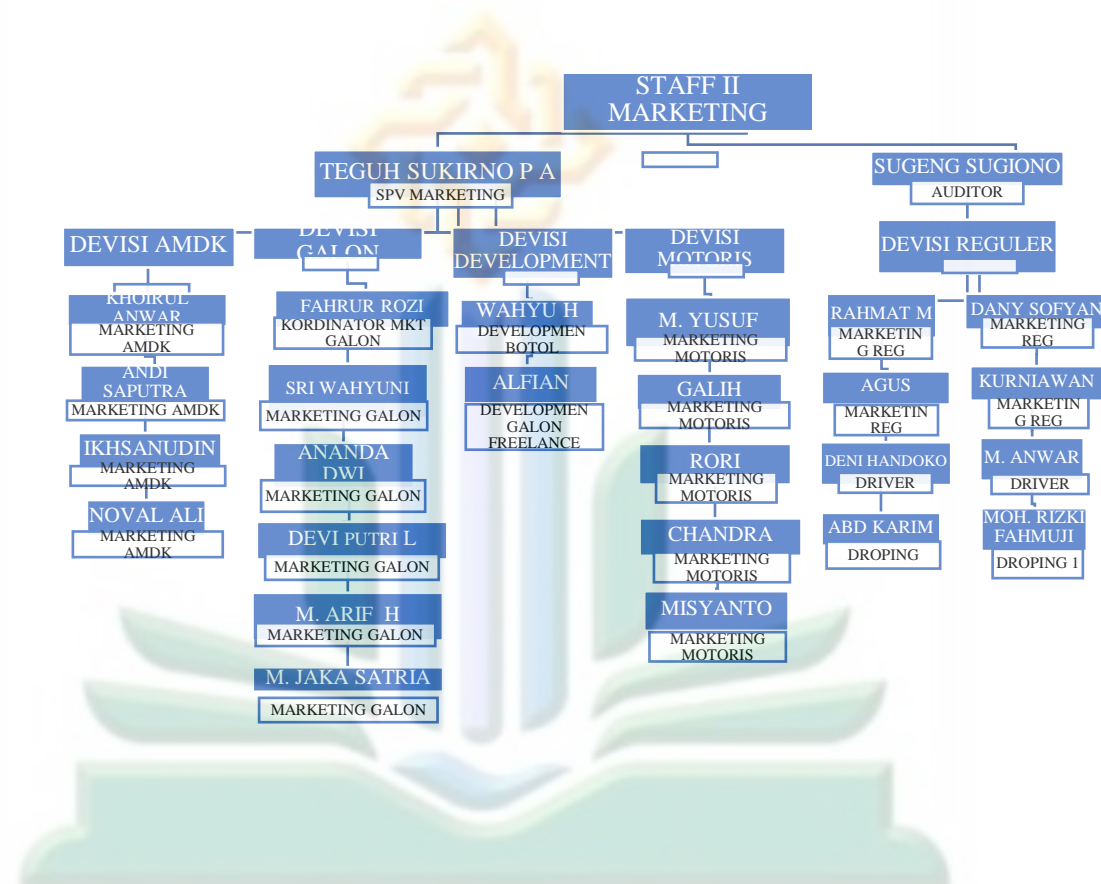 STAFF II
MARKETING
TEGUH SUKIRNO P A
SPV MARKETING
SUGENG SUGIONO
AUDITOR
DEVISI AMDK
DEVISI
GALON
DEVISI
DEVELOPMENT
DEVISI
MOTORIS
DEVISI REGULER
KHOIRUL
ANWAR
MARKETING
AMDK
ANDI
SAPUTRA
MARKETING AMDK
IKHSANUDIN
MARKETING
AMDK
NOVAL ALI
MARKETING
AMDK
FAHRUR ROZI
KORDINATOR MKT
GALON
SRI WAHYUNI
MARKETING GALON
ANANDA
DWI
MARKETING GALON
DEVI PUTRI L
MARKETING GALON
M. ARIF H
MARKETING GALON
M. JAKA SATRIA
MARKETING GALON
WAHYU H
DEVELOPMEN
BOTOL
ALFIAN
DEVELOPMEN
GALON
FREELANCE
M. YUSUF
MARKETING
MOTORIS
GALIH
MARKETING
MOTORIS
RORI
MARKETING
MOTORIS
CHANDRA
MARKETING
MOTORIS
MISYANTO
MARKETING
MOTORIS
RAHMAT M
MARKETIN
G REG
AGUS
MARKETIN
REG
DENI HANDOKO
DRIVER
ABD KARIM
DROPING
DANY SOFYAN
MARKETING
REG
KURNIAWAN
MARKETIN
G REG
M. ANWAR
DRIVER
MOH. RIZKI
FAHMUJI
DROPING 1